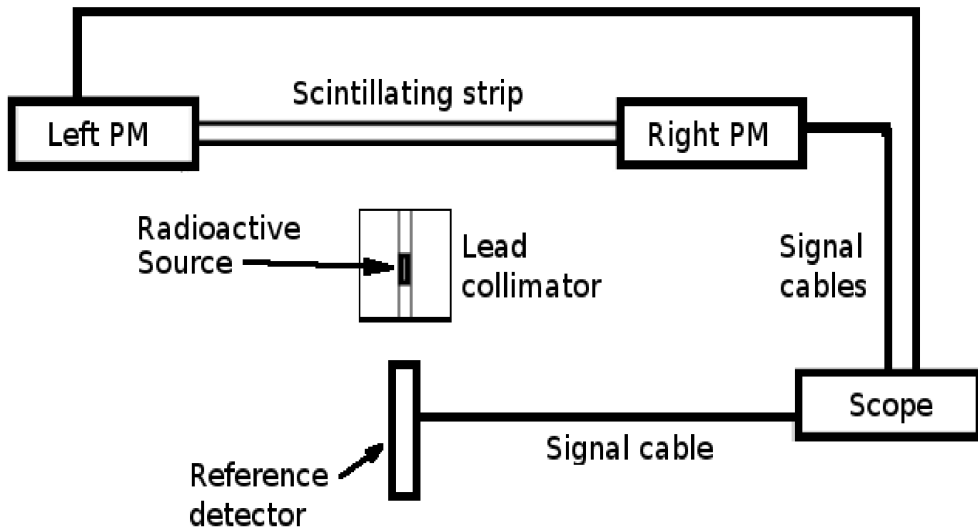 Scintillating strip
Left PM
Right PM
Radioactive
Source
Lead
collimator
Signal
cables
Scope
Signal cable
Reference
detector